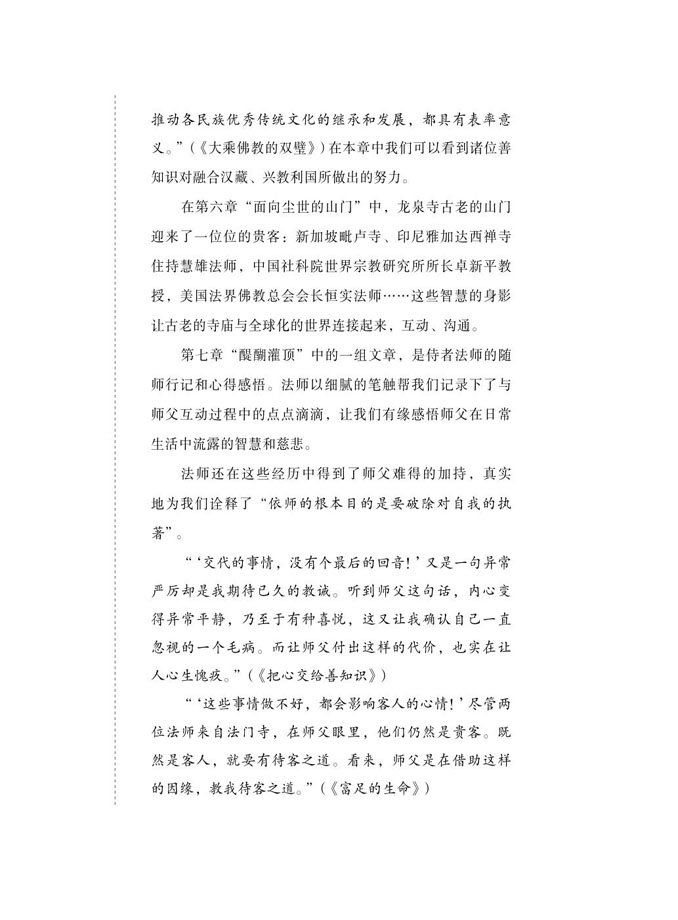 推动各民族优秀传统文化的继承和发展，都具有表率意
义。”(《大乘佛教的双璧》)在本章中我们可以看到诸位善
知识对融合汉藏、兴教利国所做出的努力。
在第六章“面向尘世的山门”中，龙泉寺古老的山门
迎来了一位位的贵客：新加坡毗卢寺、印尼雅加达西禅寺
住持慧雄法师，中国社科院世界宗教研究所所长卓新平教
授，美国法界佛教总会会长恒实法师……这些智慧的身影
让古老的寺庙与全球化的世界连接起来，互动、沟通。
第七章“醍醐灌顶”中的一组文章，是侍者法师的随
师行记和心得感悟。法师以细腻的笔触帮我们记录下了与
师父互动过程中的点点滴滴，让我们有缘感悟师父在日常
生活中流露的智慧和慈悲。
法师还在这些经历中得到了师父难得的加持，真实
地为我们诠释了“依师的根本目的是要破除对自我的执
著”。
“‘交代的事情，没有个最后的回音！’又是一句异常
严厉却是我期待已久的教诫。听到师父这句话，内心变
得异常平静，乃至于有种喜悦，这又让我确认自己一直
忽视的一个毛病。而让师父付出这样的代价，也实在让
人心生愧疚。”(《把心交给善知识》)
“‘这些事情做不好，都会影响客人的心情！’尽管两
位法师来自法门寺，在师父眼里，他们仍然是贵客。既
然是客人，就要有待客之道。看来，师父是在借助这样
的因缘，教我待客之道。”(《富足的生命》)